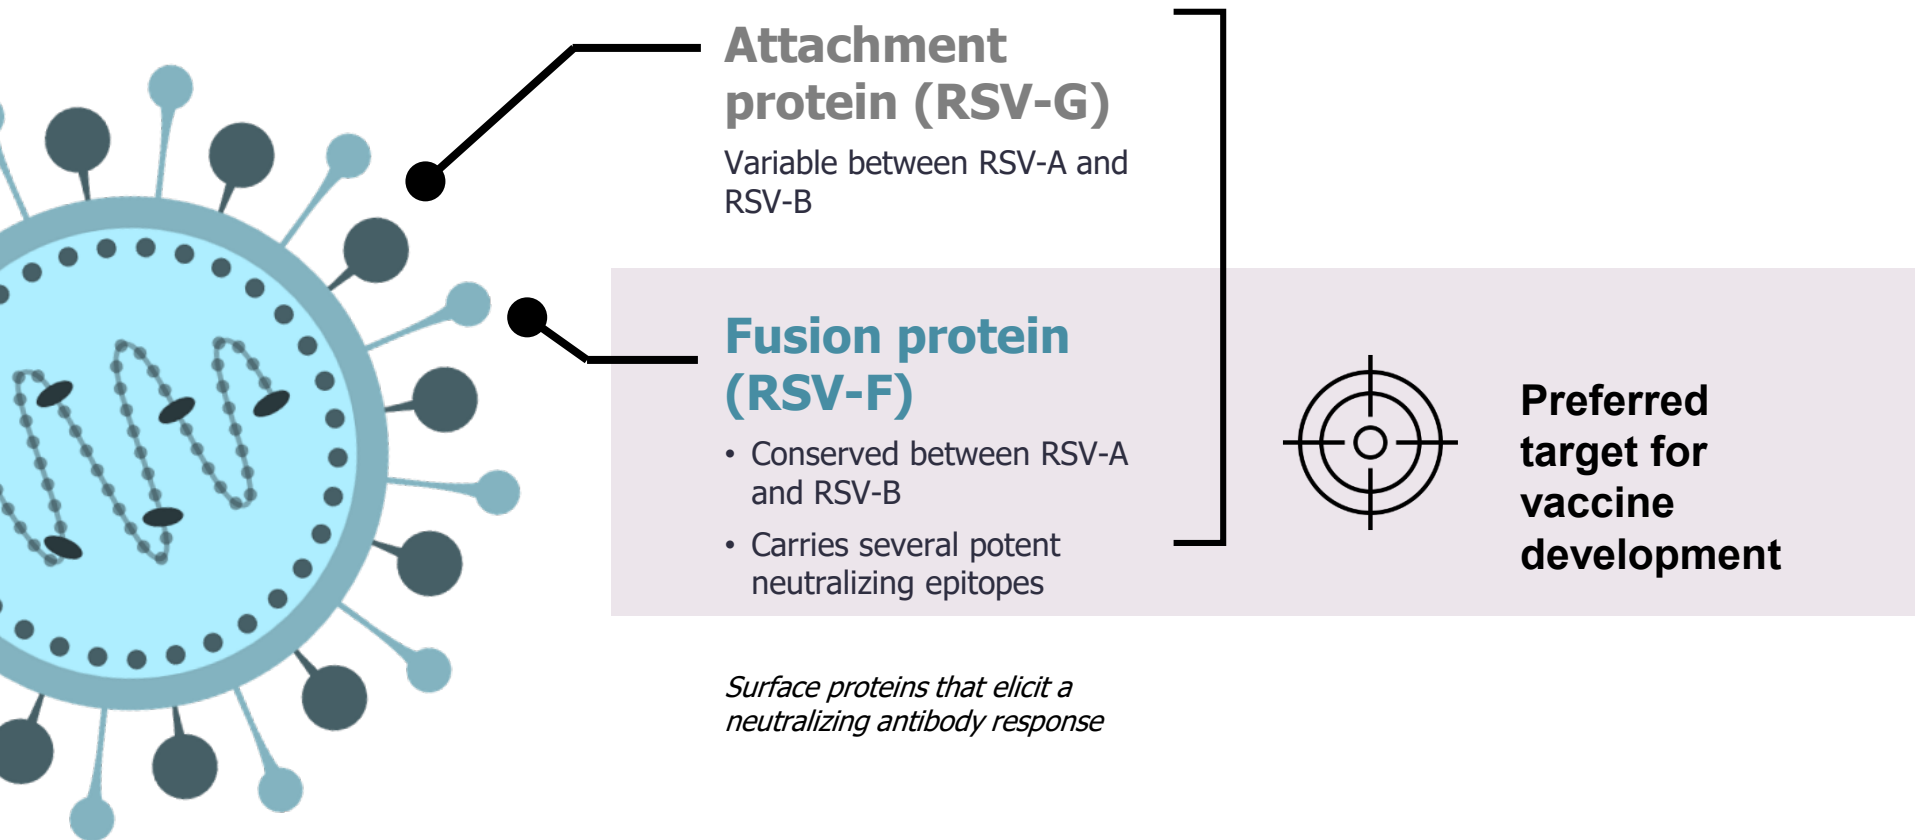 Attachment
protein (RSV-G)
Variable between RSV-A and
RSV-B
Fusion protein
(RSV-F)
• Conserved between RSV-A
and RSV-B
• Carries several potent
neutralizing epitopes
Preferred
target for
vaccine
development
Surface proteins that elicit a
neutralizing antibody response